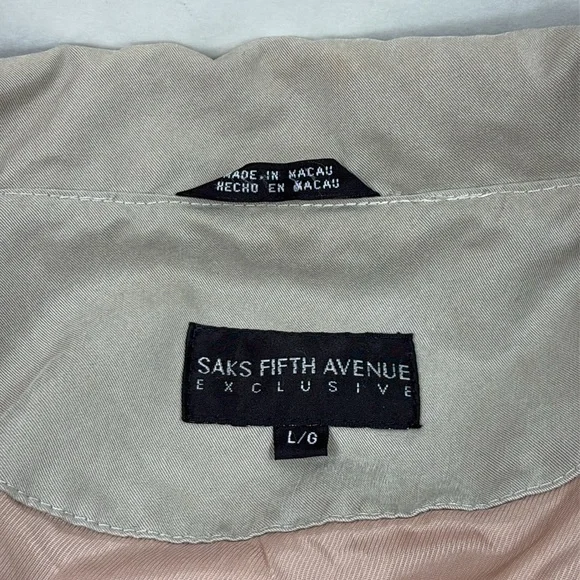 MADE IN MACAU
HECHO EN MACAU
SAKS FIFTH AVENUE
EXCLUSIVE
L/G